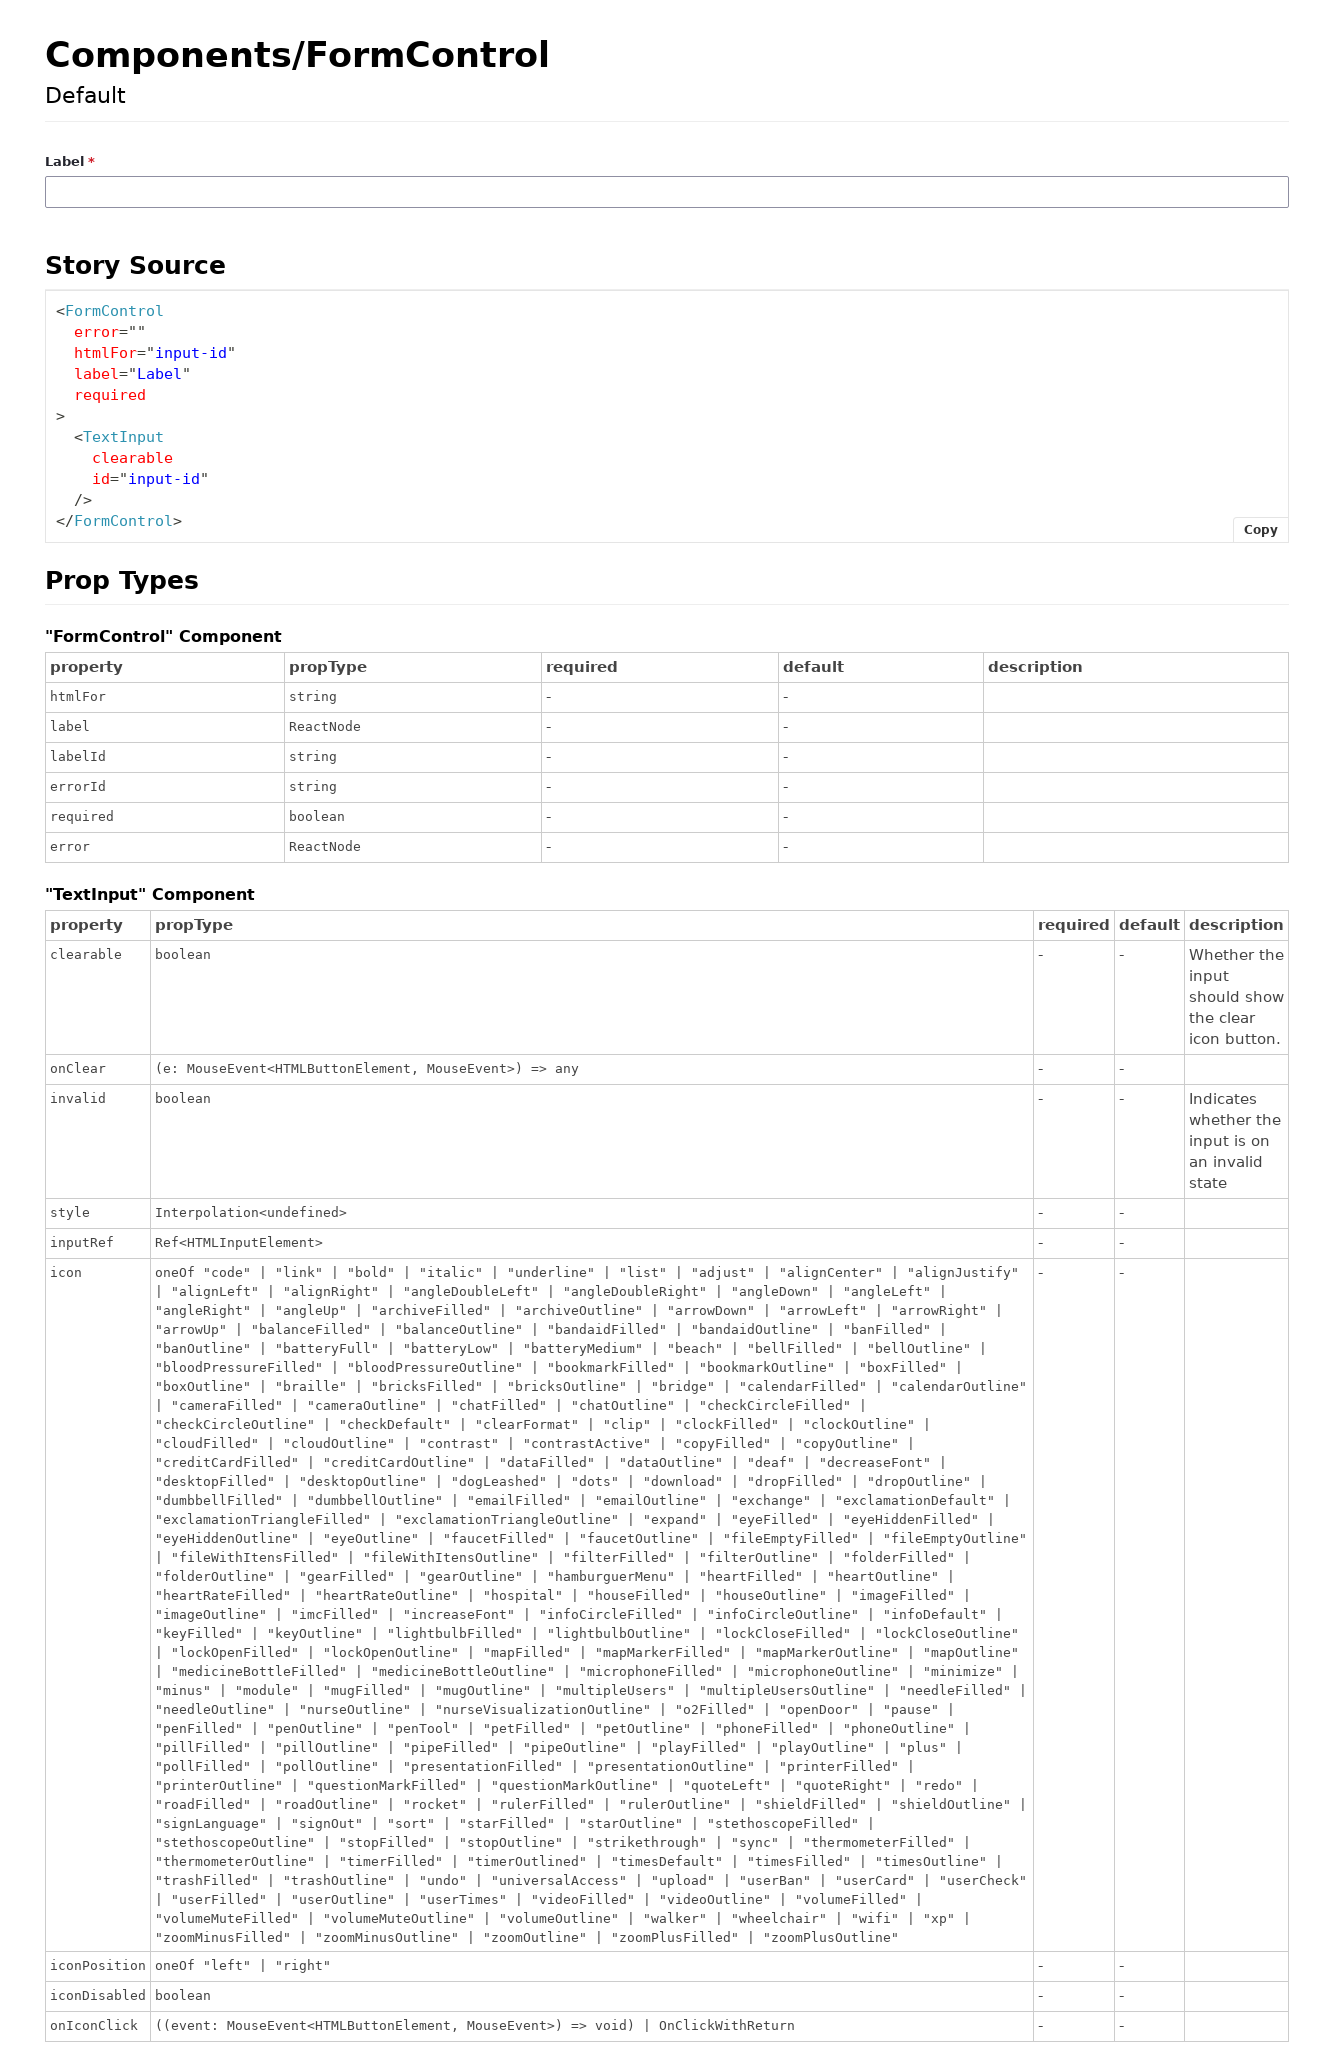 Components/FormControl
Default
Label *
Story Source
<FormControl
  error=""
  htmlFor="input-id"
  label="Label"
  required
>
  <TextInput
    clearable
    id="input-id"
  />
</FormControl>
Copy
Prop Types
"FormControl" Component
property propType required default description
htmlFor string - -
label ReactNode - -
labelId string - -
errorId string - -
required boolean - -
error ReactNode - -
"TextInput" Component
property propType required default description
clearable boolean - - Whether the
input
should show
the clear
icon button.
onClear (e: MouseEvent<HTMLButtonElement, MouseEvent>) => any - -
invalid boolean - - Indicates
whether the
input is on
an invalid
state
style Interpolation<undefined> - -
inputRef Ref<HTMLInputElement> - -
icon oneOf "code" | "link" | "bold" | "italic" | "underline" | "list" | "adjust" | "alignCenter" | "alignJustify" - -
| "alignLeft" | "alignRight" | "angleDoubleLeft" | "angleDoubleRight" | "angleDown" | "angleLeft" |
"angleRight" | "angleUp" | "archiveFilled" | "archiveOutline" | "arrowDown" | "arrowLeft" | "arrowRight" |
"arrowUp" | "balanceFilled" | "balanceOutline" | "bandaidFilled" | "bandaidOutline" | "banFilled" |
"banOutline" | "batteryFull" | "batteryLow" | "batteryMedium" | "beach" | "bellFilled" | "bellOutline" |
"bloodPressureFilled" | "bloodPressureOutline" | "bookmarkFilled" | "bookmarkOutline" | "boxFilled" |
"boxOutline" | "braille" | "bricksFilled" | "bricksOutline" | "bridge" | "calendarFilled" | "calendarOutline"
| "cameraFilled" | "cameraOutline" | "chatFilled" | "chatOutline" | "checkCircleFilled" |
"checkCircleOutline" | "checkDefault" | "clearFormat" | "clip" | "clockFilled" | "clockOutline" |
"cloudFilled" | "cloudOutline" | "contrast" | "contrastActive" | "copyFilled" | "copyOutline" |
"creditCardFilled" | "creditCardOutline" | "dataFilled" | "dataOutline" | "deaf" | "decreaseFont" |
"desktopFilled" | "desktopOutline" | "dogLeashed" | "dots" | "download" | "dropFilled" | "dropOutline" |
"dumbbellFilled" | "dumbbellOutline" | "emailFilled" | "emailOutline" | "exchange" | "exclamationDefault" |
"exclamationTriangleFilled" | "exclamationTriangleOutline" | "expand" | "eyeFilled" | "eyeHiddenFilled" |
"eyeHiddenOutline" | "eyeOutline" | "faucetFilled" | "faucetOutline" | "fileEmptyFilled" | "fileEmptyOutline"
| "fileWithItensFilled" | "fileWithItensOutline" | "filterFilled" | "filterOutline" | "folderFilled" |
"folderOutline" | "gearFilled" | "gearOutline" | "hamburguerMenu" | "heartFilled" | "heartOutline" |
"heartRateFilled" | "heartRateOutline" | "hospital" | "houseFilled" | "houseOutline" | "imageFilled" |
"imageOutline" | "imcFilled" | "increaseFont" | "infoCircleFilled" | "infoCircleOutline" | "infoDefault" |
"keyFilled" | "keyOutline" | "lightbulbFilled" | "lightbulbOutline" | "lockCloseFilled" | "lockCloseOutline"
| "lockOpenFilled" | "lockOpenOutline" | "mapFilled" | "mapMarkerFilled" | "mapMarkerOutline" | "mapOutline"
| "medicineBottleFilled" | "medicineBottleOutline" | "microphoneFilled" | "microphoneOutline" | "minimize" |
"minus" | "module" | "mugFilled" | "mugOutline" | "multipleUsers" | "multipleUsersOutline" | "needleFilled" |
"needleOutline" | "nurseOutline" | "nurseVisualizationOutline" | "o2Filled" | "openDoor" | "pause" |
"penFilled" | "penOutline" | "penTool" | "petFilled" | "petOutline" | "phoneFilled" | "phoneOutline" |
"pillFilled" | "pillOutline" | "pipeFilled" | "pipeOutline" | "playFilled" | "playOutline" | "plus" |
"pollFilled" | "pollOutline" | "presentationFilled" | "presentationOutline" | "printerFilled" |
"printerOutline" | "questionMarkFilled" | "questionMarkOutline" | "quoteLeft" | "quoteRight" | "redo" |
"roadFilled" | "roadOutline" | "rocket" | "rulerFilled" | "rulerOutline" | "shieldFilled" | "shieldOutline" |
"signLanguage" | "signOut" | "sort" | "starFilled" | "starOutline" | "stethoscopeFilled" |
"stethoscopeOutline" | "stopFilled" | "stopOutline" | "strikethrough" | "sync" | "thermometerFilled" |
"thermometerOutline" | "timerFilled" | "timerOutlined" | "timesDefault" | "timesFilled" | "timesOutline" |
"trashFilled" | "trashOutline" | "undo" | "universalAccess" | "upload" | "userBan" | "userCard" | "userCheck"
| "userFilled" | "userOutline" | "userTimes" | "videoFilled" | "videoOutline" | "volumeFilled" |
"volumeMuteFilled" | "volumeMuteOutline" | "volumeOutline" | "walker" | "wheelchair" | "wifi" | "xp" |
"zoomMinusFilled" | "zoomMinusOutline" | "zoomOutline" | "zoomPlusFilled" | "zoomPlusOutline"
iconPosition oneOf "left" | "right" - -
iconDisabled boolean - -
onIconClick ((event: MouseEvent<HTMLButtonElement, MouseEvent>) => void) | OnClickWithReturn - -